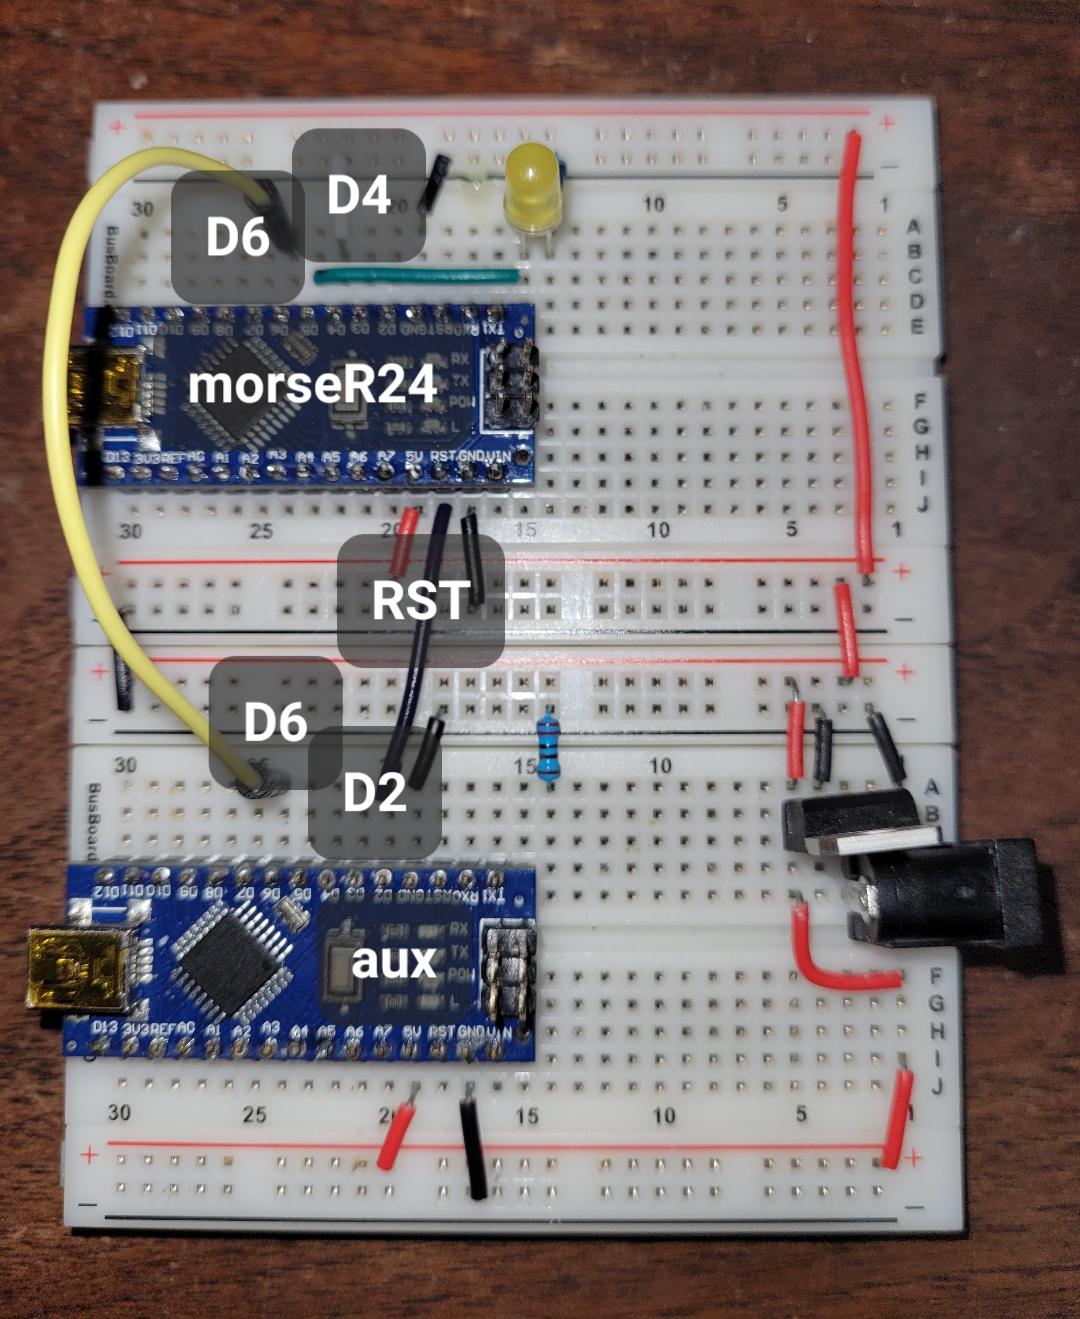 + +
−
30 20 10 5 1
D4
D6
A
B
C
D
E
BusBoard
D12 D11 D10 D9 D8 D7 D6 D5 D4 D3 D2 GND RST RX0 TX1
RX
TX
POW
L
morseR24
D13 3V3 REF A0 A1 A2 A3 A4 A5 A6 A7 5V RST GND VIN
F
G
H
I
J
30 25 20 15 10 5 1
+ +
−
RST
+ +
− −
D6
30 15 10
D2
A
B
BusBoard
D12 D11 D10 D9 D8 D7 D6 D5 D4 D3 D2 GND RST RX0 TX1
RX
TX
POW
L
aux
D13 3V3 REF A0 A1 A2 A3 A4 A5 A6 A7 5V RST GND VIN
F
G
H
I
J
30 25 15 10 5 1
+ +
− −